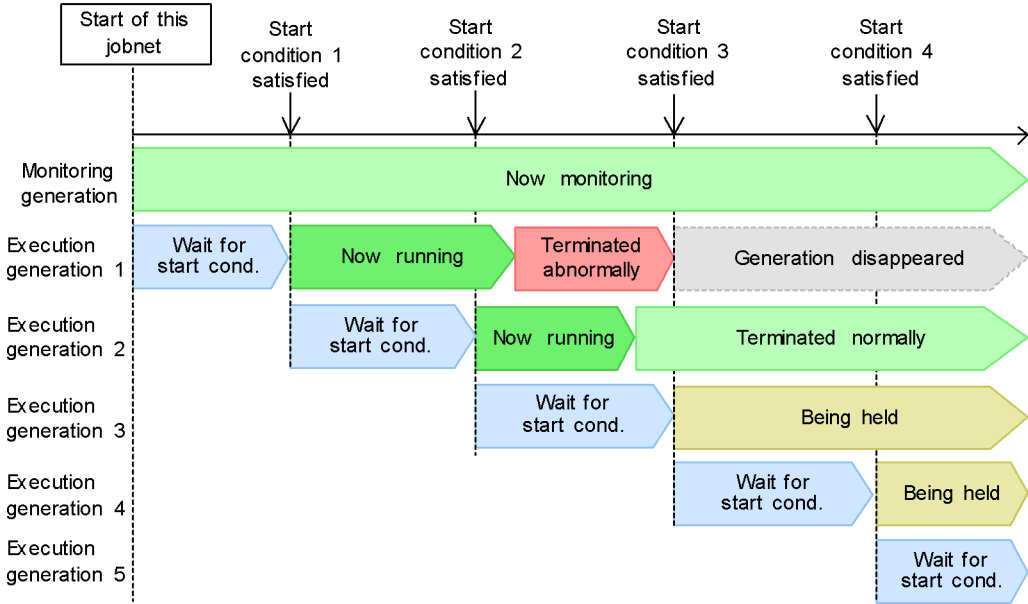 Start of this
jobnet
Start
condition 1
satisfied
Start
condition 2
satisfied
Start
condition 3
satisfied
Start
condition 4
satisfied
Monitoring
generation
Now monitoring
Execution
generation 1
Wait for
start cond.
Now running
Terminated
abnormally
Generation disappeared
Execution
generation 2
Wait for
start cond.
Now running
Terminated normally
Execution
generation 3
Wait for
start cond.
Being held
Execution
generation 4
Wait for
start cond.
Being held
Execution
generation 5
Wait for
start cond.